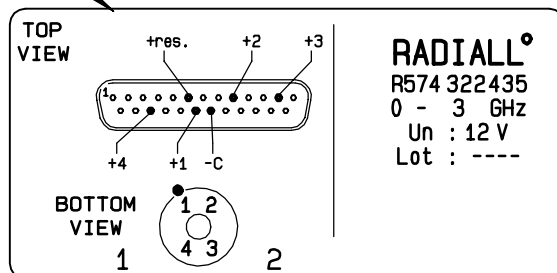 TOP
VIEW
+res.
+2
+3
1
+4
+1
-C
BOTTOM
VIEW
1 2
4 3
1
2
RADIALL°
R574 322435
0 - 3 GHz
Un : 12 V
Lot : ----